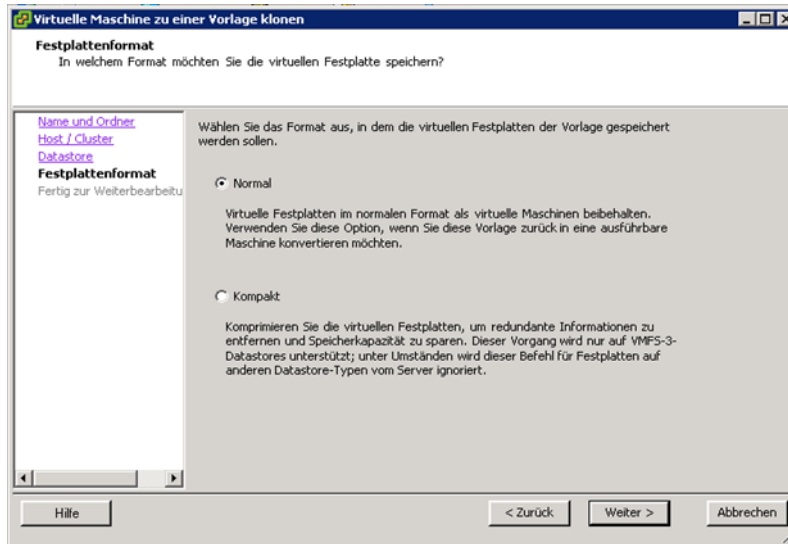 Virtuelle Maschine zu einer Vorlage klonen
Festplattenformat
In welchem Format möchten Sie die virtuellen Festplatte speichern?
Name und Ordner
Host / Cluster
Datastore
Festplattenformat
Fertig zur Weiterbearbeitu
Wählen Sie das Format aus, in dem die virtuellen Festplatten der Vorlage gespeichert
werden sollen.
Normal
Virtuelle Festplatten im normalen Format als virtuelle Maschinen beibehalten.
Verwenden Sie diese Option, wenn Sie diese Vorlage zurück in eine ausführbare
Maschine konvertieren möchten.
Kompakt
Komprimieren Sie die virtuellen Festplatten, um redundante Informationen zu
entfernen und Speicherkapazität zu sparen. Dieser Vorgang wird nur auf VMFS-3-
Datastores unterstützt; unter Umständen wird dieser Befehl für Festplatten auf
anderen Datastore-Typen vom Server ignoriert.
Hilfe
< Zurück
Weiter >
Abbrechen